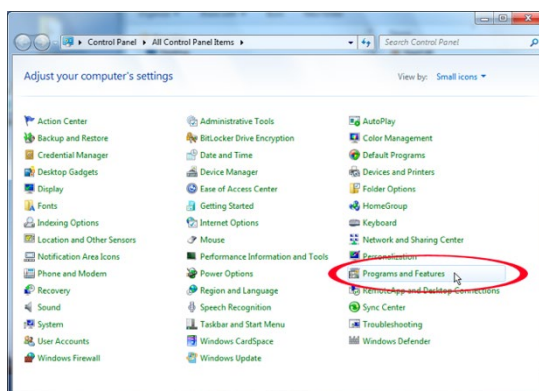 Control Panel ▸ All Control Panel Items ▸
Search Control Panel
Adjust your computer's settings
View by: Small icons
Action Center
Administrative Tools
AutoPlay
Backup and Restore
BitLocker Drive Encryption
Color Management
Credential Manager
Date and Time
Default Programs
Desktop Gadgets
Device Manager
Devices and Printers
Display
Ease of Access Center
Folder Options
Fonts
Getting Started
HomeGroup
Indexing Options
Internet Options
Keyboard
Location and Other Sensors
Mouse
Network and Sharing Center
Notification Area Icons
Performance Information and Tools
Personalization
Phone and Modem
Power Options
Programs and Features
Recovery
Region and Language
RemoteApp and Desktop Connections
Sound
Speech Recognition
Sync Center
System
Taskbar and Start Menu
Troubleshooting
User Accounts
Windows CardSpace
Windows Defender
Windows Firewall
Windows Update